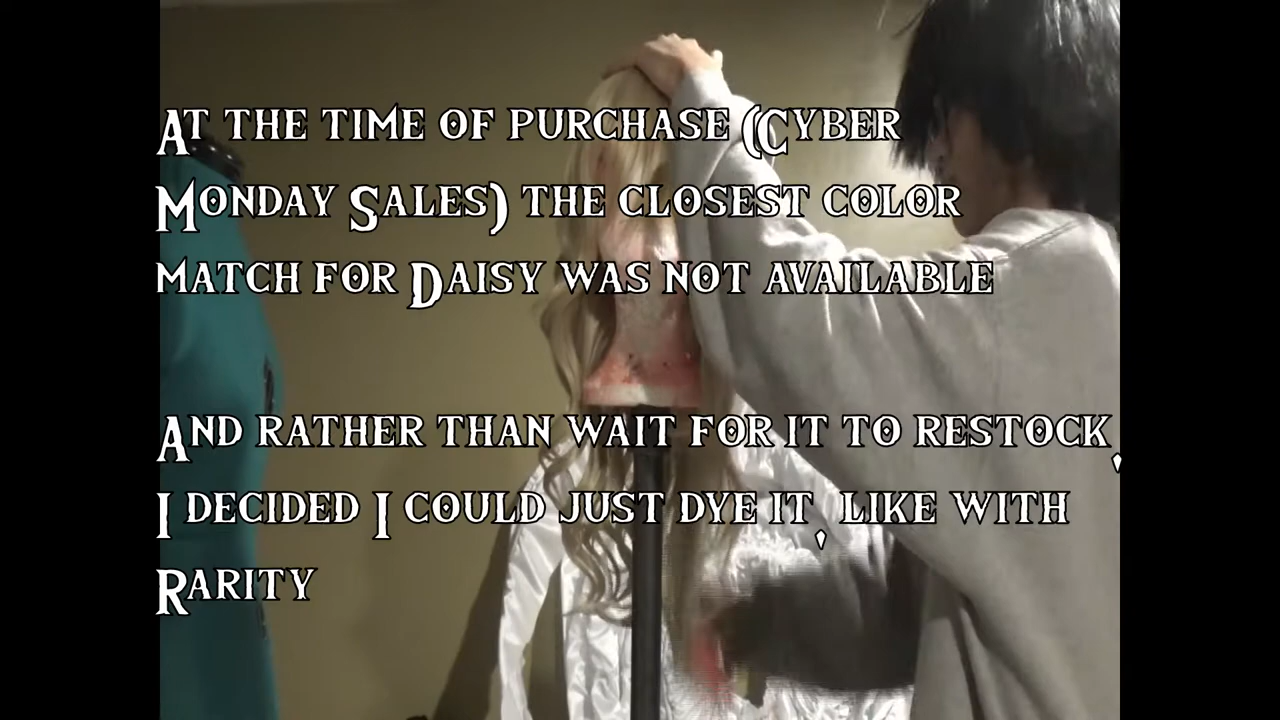 At the time of purchase (Cyber
Monday Sales) the closest color
match for Daisy was not available
And rather than wait for it to restock,
I decided I could just dye it, like with
Rarity